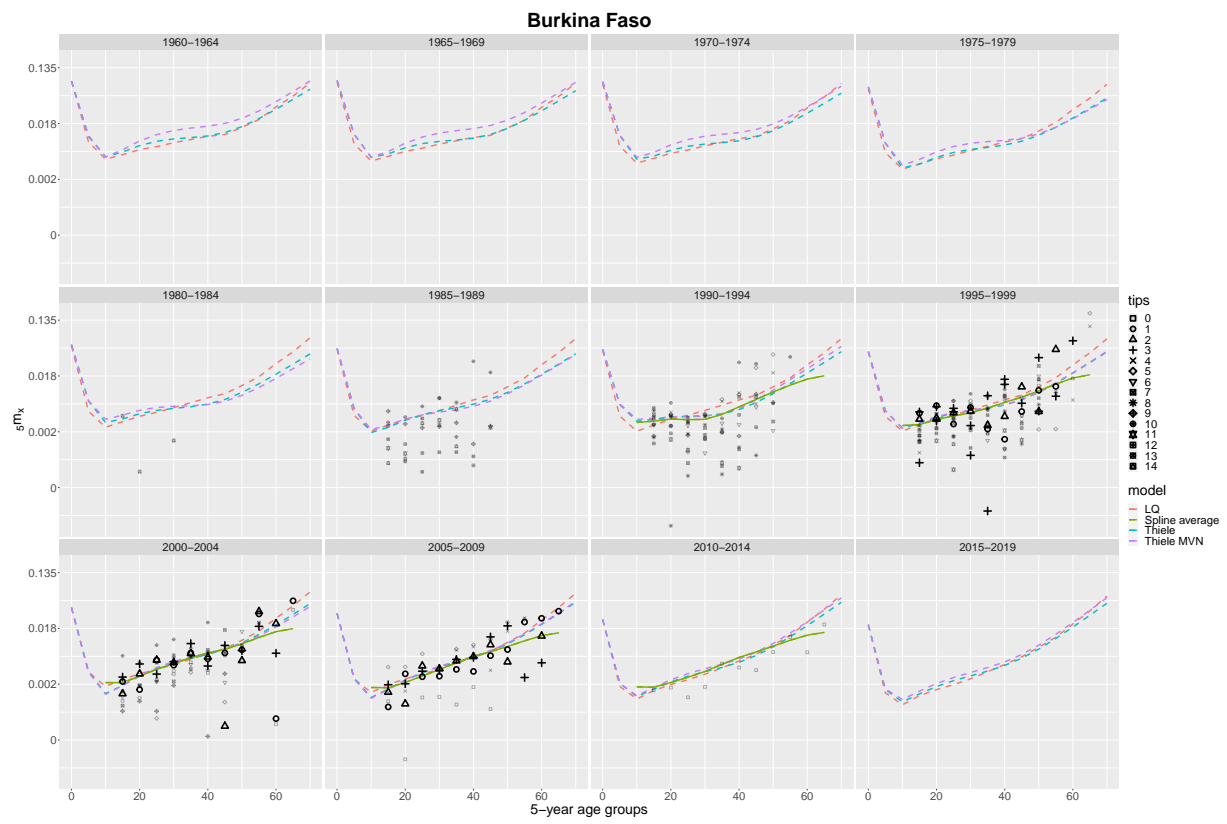 Burkina Faso
1960−1964 1965−1969 1970−1974 1975−1979
0.135
0.018
0.002
0
1980−1984 1985−1989 1990−1994 1995−1999
0.135
0.018
0.002
0
5mx
2000−2004 2005−2009 2010−2014 2015−2019
0.135
0.018
0.002
0
0 20 40 60 0 20 40 60 0 20 40 60 0 20 40 60
5−year age groups
tips
0
1
2
3
4
5
6
7
8
9
10
11
12
13
14
model
LQ
Spline average
Thiele
Thiele MVN